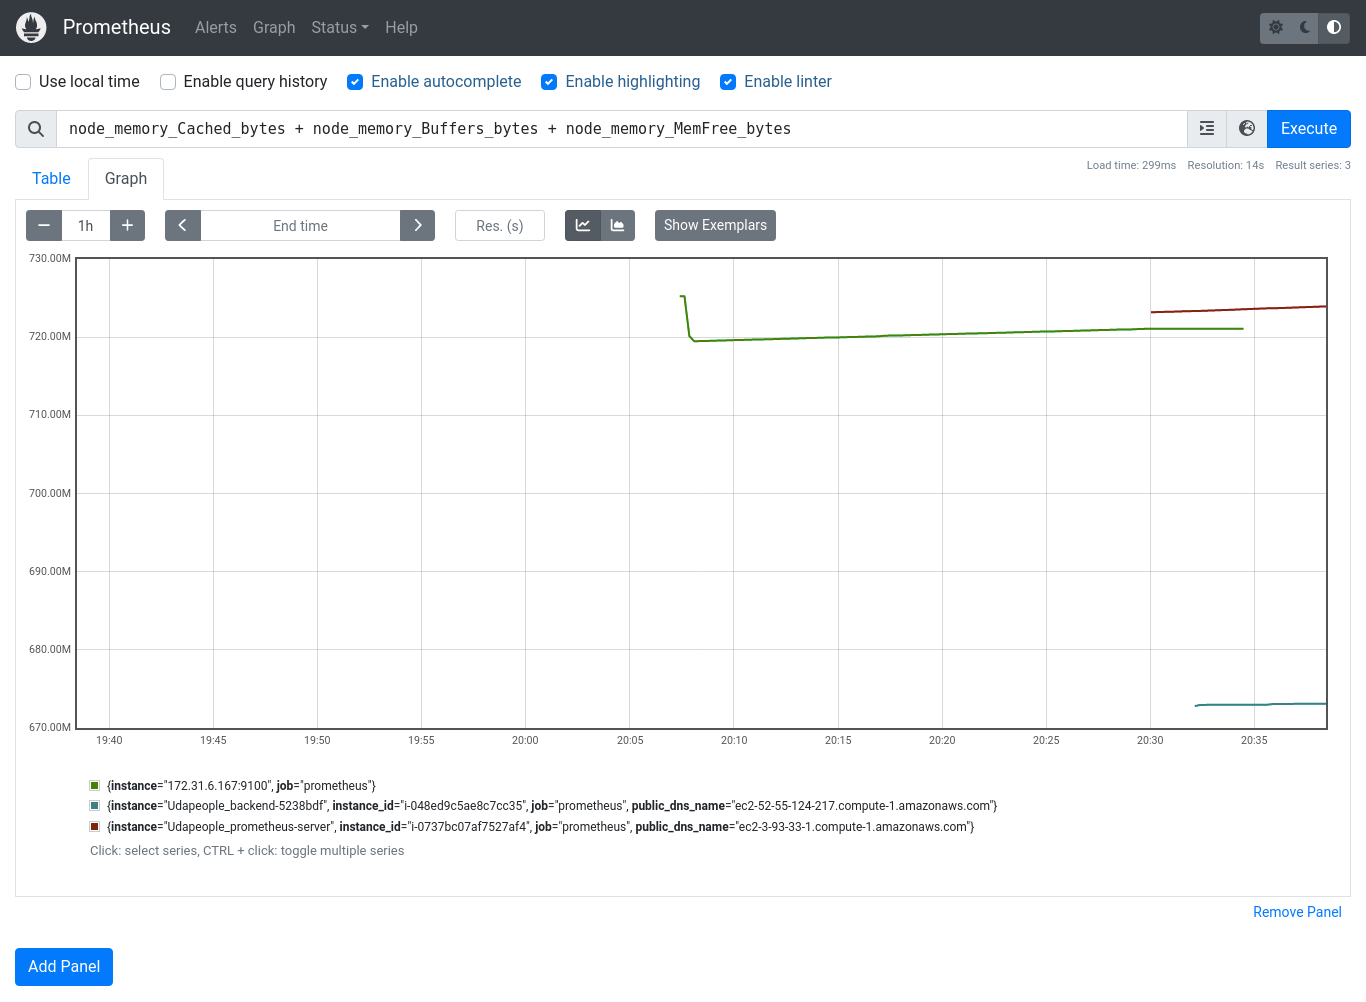 Prometheus Alerts Graph Status Help
Use local time Enable query history Enable autocomplete Enable highlighting Enable linter
node_memory_Cached_bytes + node_memory_Buffers_bytes + node_memory_MemFree_bytes Execute
Load time: 299ms Resolution: 14s Result series: 3
Table Graph
1h End time Res. (s) Show Exemplars
730.00M
720.00M
710.00M
700.00M
690.00M
680.00M
670.00M
19:40 19:45 19:50 19:55 20:00 20:05 20:10 20:15 20:20 20:25 20:30 20:35
{instance="172.31.6.167:9100", job="prometheus"}
{instance="Udapeople_backend-5238bdf", instance_id="i-048ed9c5ae8c7cc35", job="prometheus", public_dns_name="ec2-52-55-124-217.compute-1.amazonaws.com"}
{instance="Udapeople_prometheus-server", instance_id="i-0737bc07af7527af4", job="prometheus", public_dns_name="ec2-3-93-33-1.compute-1.amazonaws.com"}
Click: select series, CTRL + click: toggle multiple series
Remove Panel
Add Panel